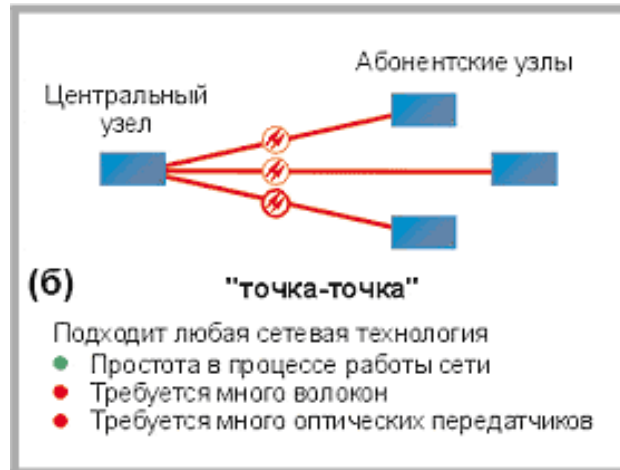 Абонентские узлы
Центральный
узел
(б) "точка-точка"
Подходит любая сетевая технология
Простота в процессе работы сети
Требуется много волокон
Требуется много оптических передатчиков